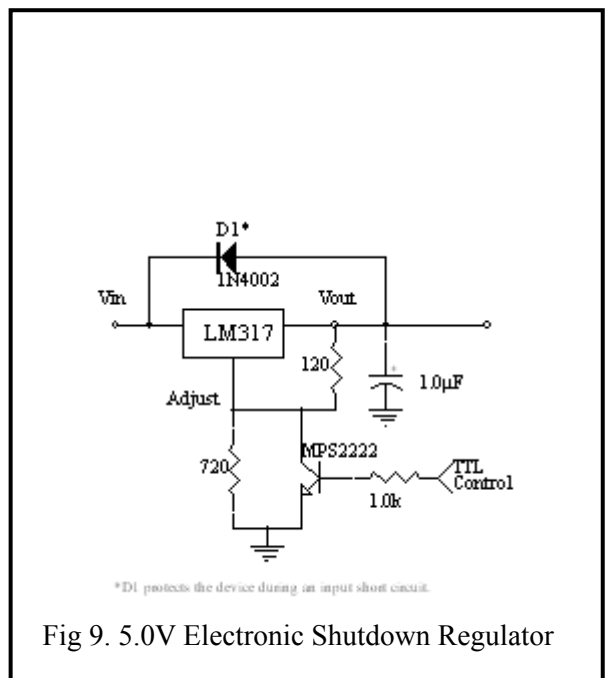 D1*
1N4002
Vin
Vout
LM317
120
1.0μF
Adjust
MPS2222
720
TTL
Control
1.0k
*D1 protects the device during an input short circuit.
Fig 9. 5.0V Electronic Shutdown Regulator